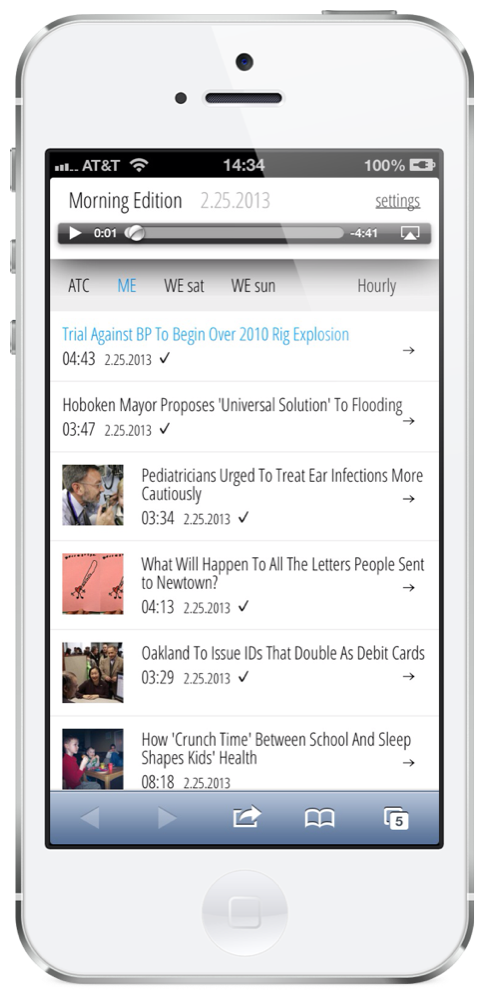 AT&T 14:34 100%
Morning Edition 2.25.2013 settings
0:01 -4:41
ATC ME WE sat WE sun Hourly
Trial Against BP To Begin Over 2010 Rig Explosion
04:43 2.25.2013 ✓
→
Hoboken Mayor Proposes 'Universal Solution' To Flooding
03:47 2.25.2013 ✓
→
Pediatricians Urged To Treat Ear Infections More
Cautiously
→
03:34 2.25.2013 ✓
What Will Happen To All The Letters People Sent
to Newtown?
→
04:13 2.25.2013 ✓
Oakland To Issue IDs That Double As Debit Cards
03:29 2.25.2013 ✓
→
How 'Crunch Time' Between School And Sleep
Shapes Kids' Health
→
08:18 2.25.2013
5